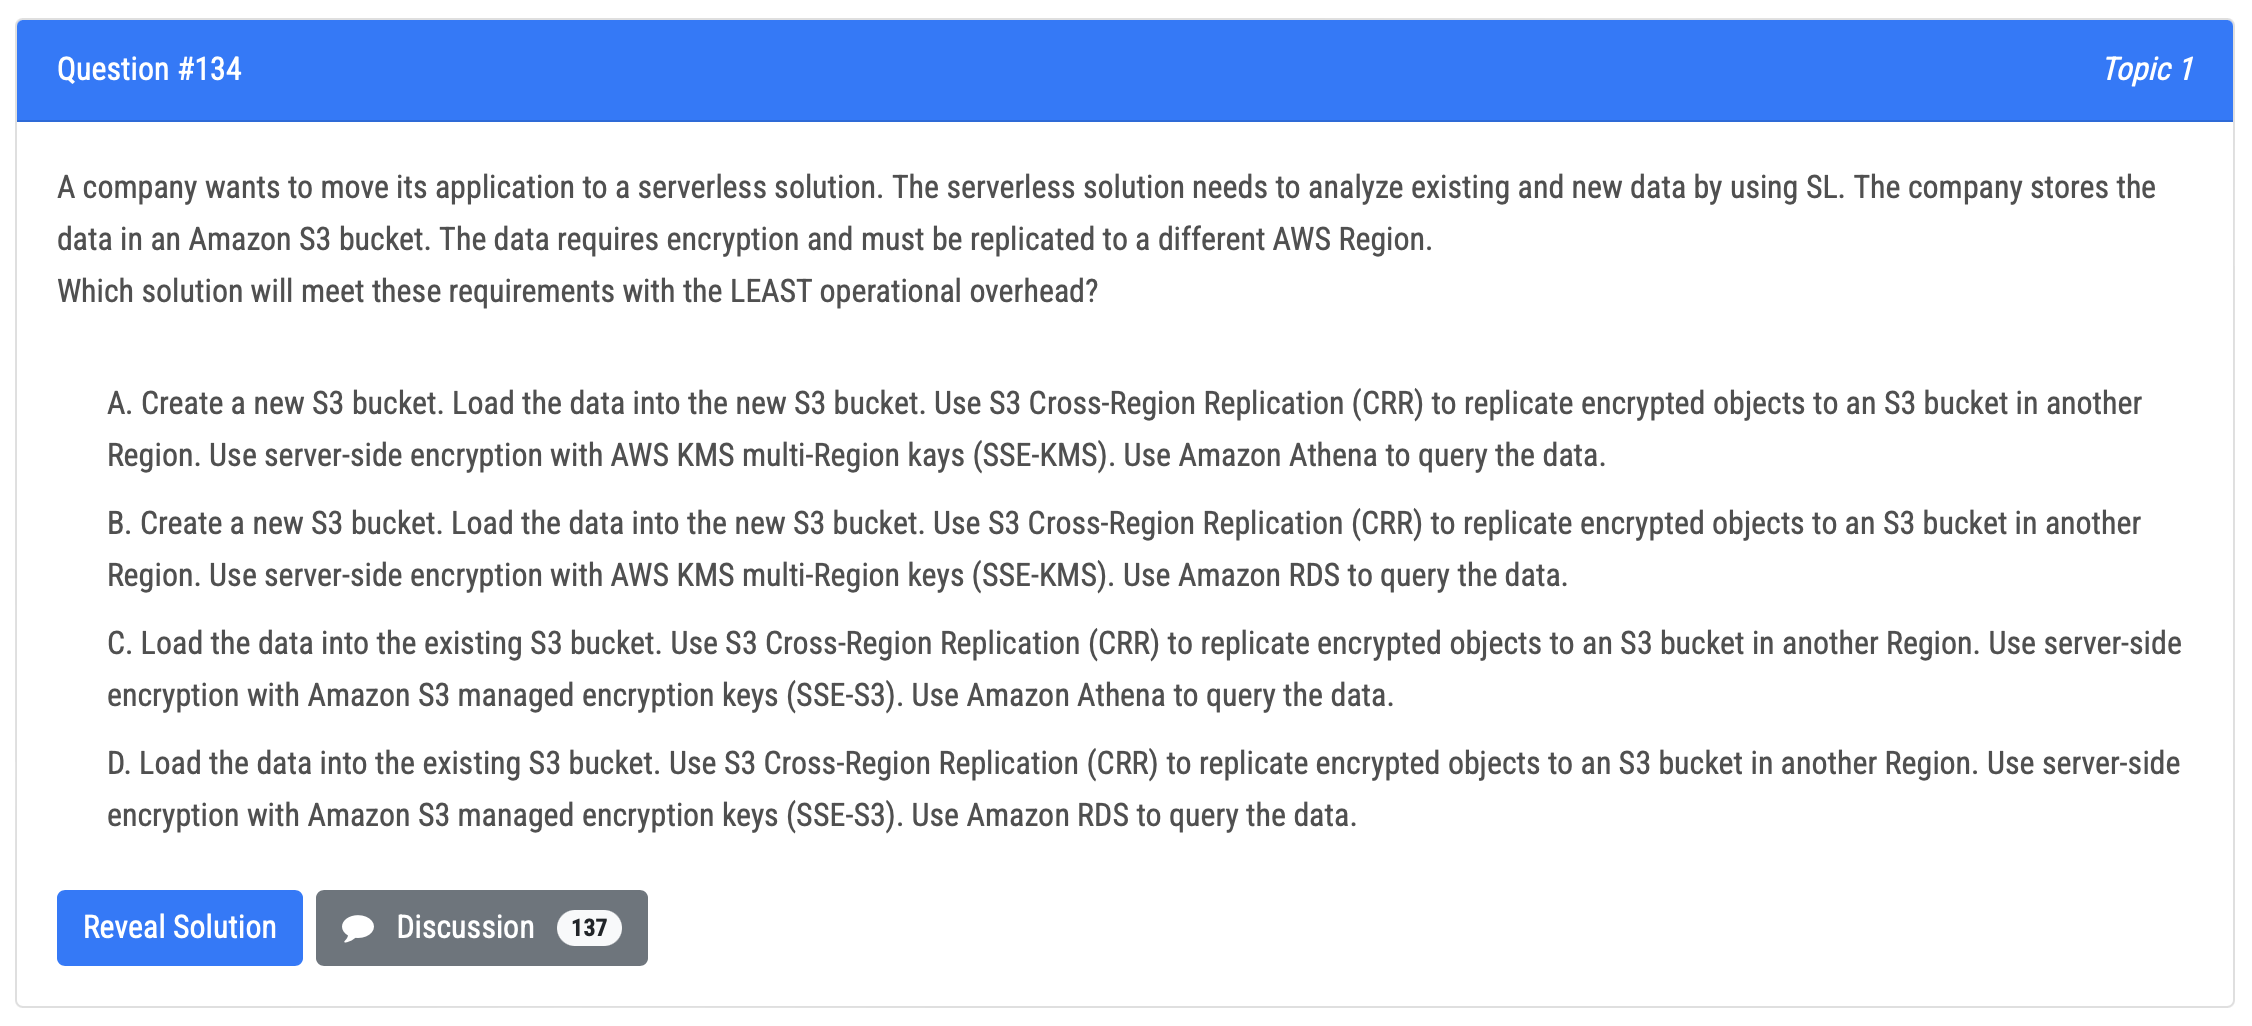 Question #134
Topic 1
A company wants to move its application to a serverless solution. The serverless solution needs to analyze existing and new data by using SL. The company stores the
data in an Amazon S3 bucket. The data requires encryption and must be replicated to a different AWS Region.
Which solution will meet these requirements with the LEAST operational overhead?
A. Create a new S3 bucket. Load the data into the new S3 bucket. Use S3 Cross-Region Replication (CRR) to replicate encrypted objects to an S3 bucket in another
Region. Use server-side encryption with AWS KMS multi-Region kays (SSE-KMS). Use Amazon Athena to query the data.
B. Create a new S3 bucket. Load the data into the new S3 bucket. Use S3 Cross-Region Replication (CRR) to replicate encrypted objects to an S3 bucket in another
Region. Use server-side encryption with AWS KMS multi-Region keys (SSE-KMS). Use Amazon RDS to query the data.
C. Load the data into the existing S3 bucket. Use S3 Cross-Region Replication (CRR) to replicate encrypted objects to an S3 bucket in another Region. Use server-side
encryption with Amazon S3 managed encryption keys (SSE-S3). Use Amazon Athena to query the data.
D. Load the data into the existing S3 bucket. Use S3 Cross-Region Replication (CRR) to replicate encrypted objects to an S3 bucket in another Region. Use server-side
encryption with Amazon S3 managed encryption keys (SSE-S3). Use Amazon RDS to query the data.
Reveal Solution
Discussion 137